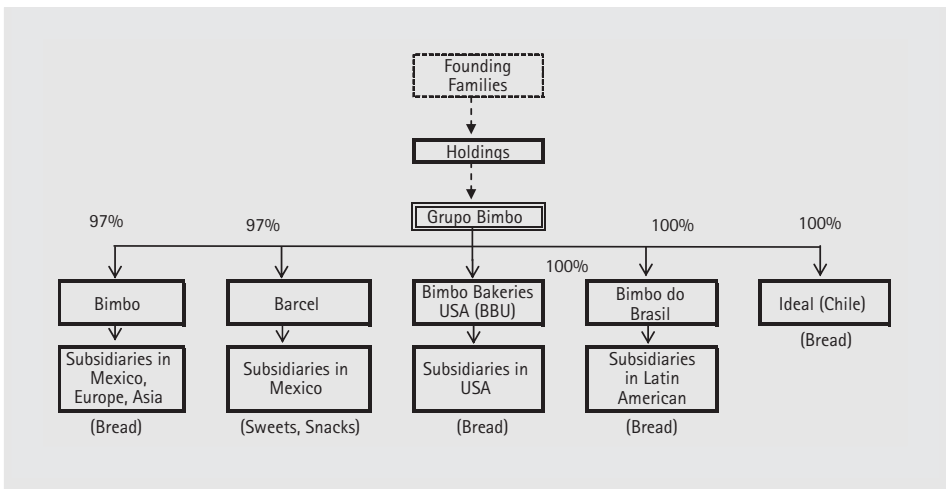 Founding
Families
Holdings
Grupo Bimbo
97%
97%
100%
100%
100%
Bimbo
Barcel
Bimbo Bakeries
USA (BBU)
Bimbo do
Brasil
Ideal (Chile)
(Bread)
Subsidiaries in
Mexico,
Europe, Asia
Subsidiaries in
Mexico
Subsidiaries in
USA
Subsidiaries
in Latin
American
(Bread)
(Sweets, Snacks)
(Bread)
(Bread)